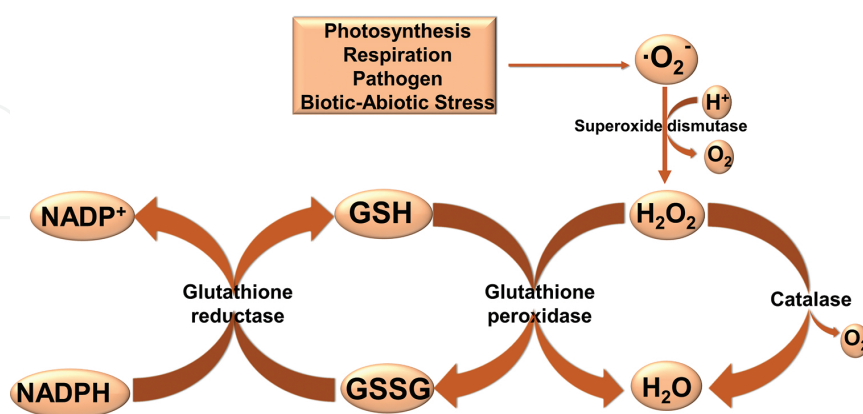 Photosynthesis
Respiration
Pathogen
Biotic-Abiotic Stress
·O₂⁻
H⁺
Superoxide dismutase
O₂
NADP⁺
GSH
H₂O₂
Glutathione
reductase
Glutathione
peroxidase
Catalase
O₂
NADPH
GSSG
H₂O